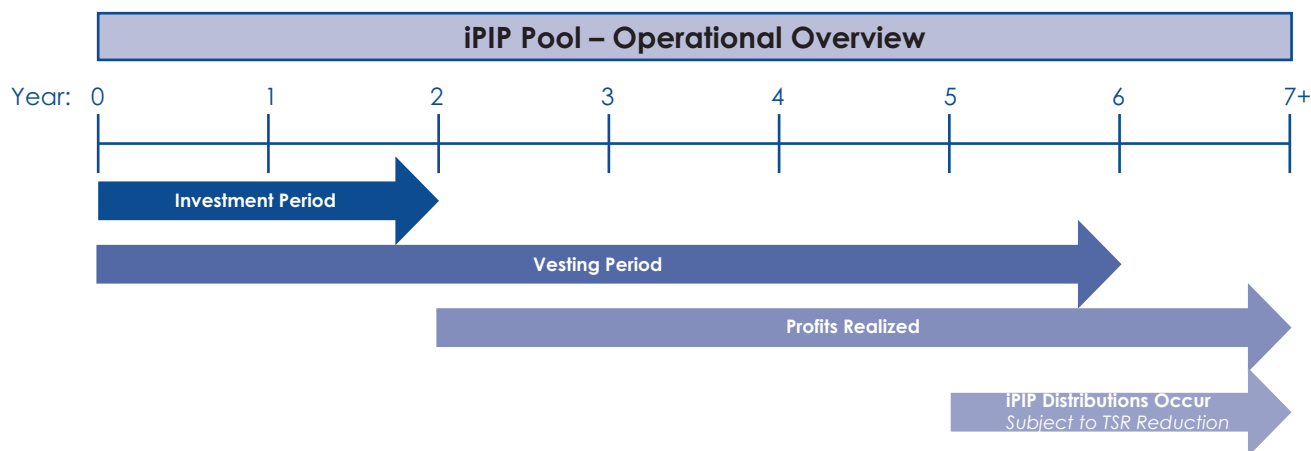 iPIP Pool – Operational Overview
Year: 0 1 2 3 4 5 6 7+
Investment Period
Vesting Period
Profits Realized
iPIP Distributions Occur
Subject to TSR Reduction